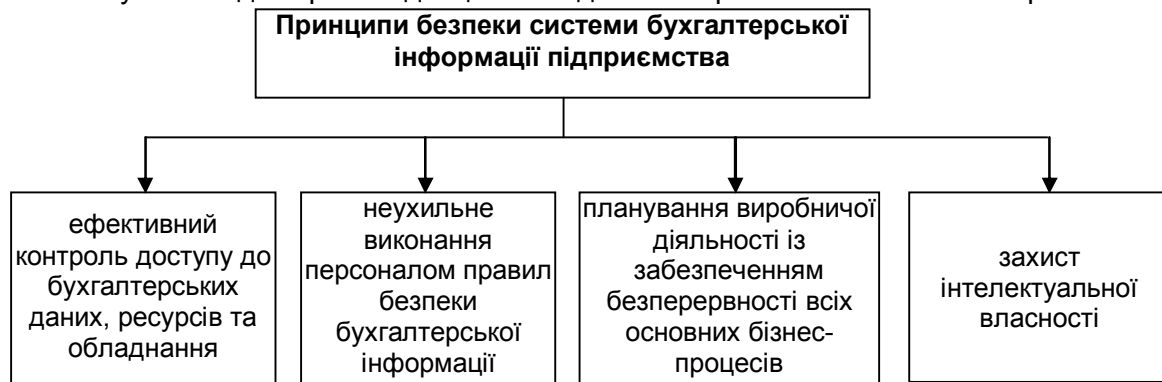 Принципи безпеки системи бухгалтерської
інформації підприємства
ефективний
контроль доступу до
бухгалтерських
даних, ресурсів та
обладнання
неухильне
виконання
персоналом правил
безпеки
бухгалтерської
інформації
планування виробничої
діяльності із
забезпеченням
безперервності всіх
основних бізнес-
процесів
захист
інтелектуальної
власності